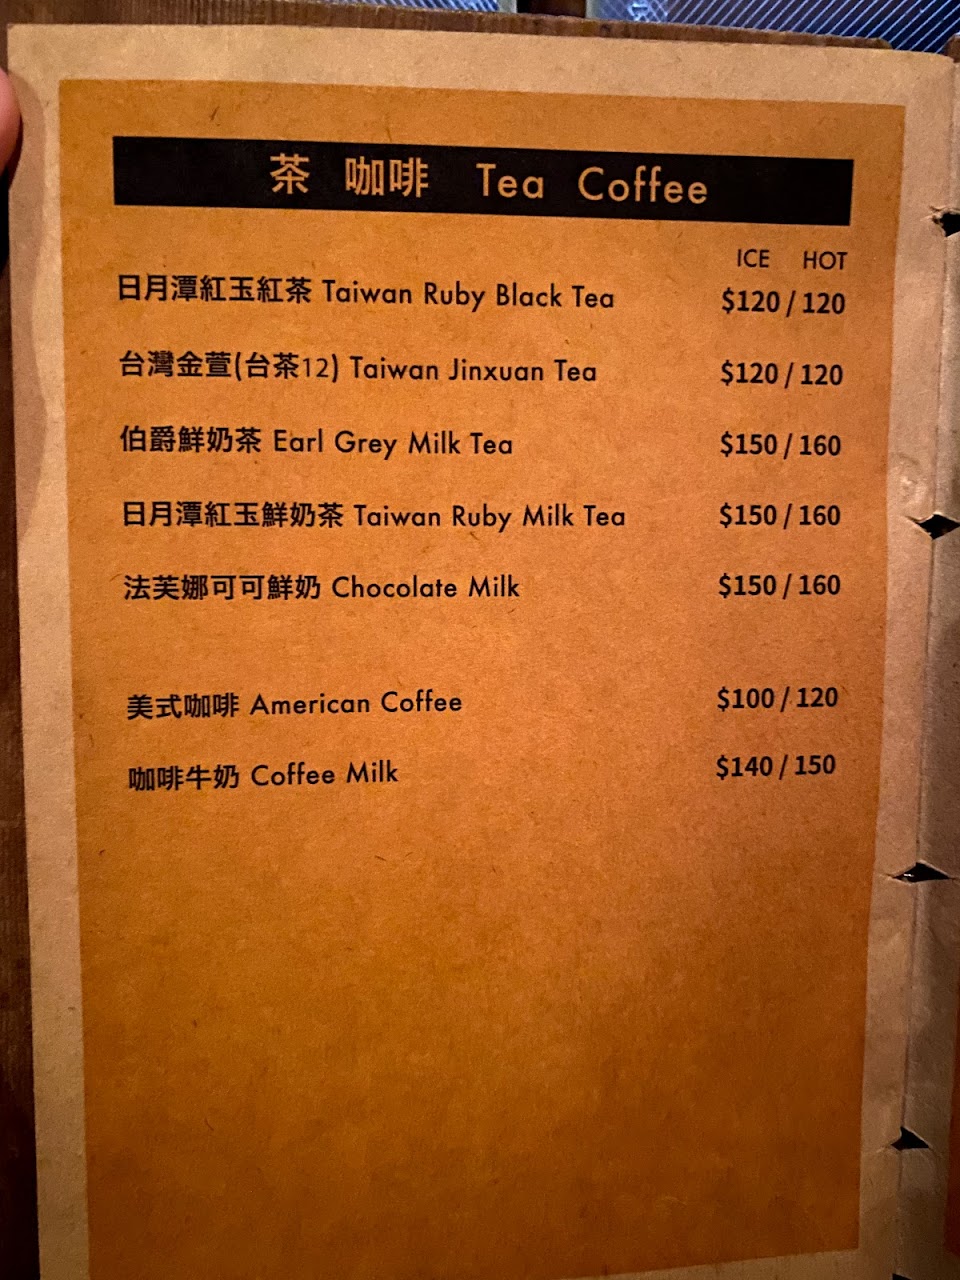 茶 咖啡 Tea Coffee
ICE HOT
日月潭紅玉紅茶 Taiwan Ruby Black Tea $120 / 120
台灣金萱(台茶12) Taiwan Jinxuan Tea $120 / 120
伯爵鮮奶茶 Earl Grey Milk Tea $150 / 160
日月潭紅玉鮮奶茶 Taiwan Ruby Milk Tea $150 / 160
法芙娜可可鮮奶 Chocolate Milk $150 / 160
美式咖啡 American Coffee $100 / 120
咖啡牛奶 Coffee Milk $140 / 150